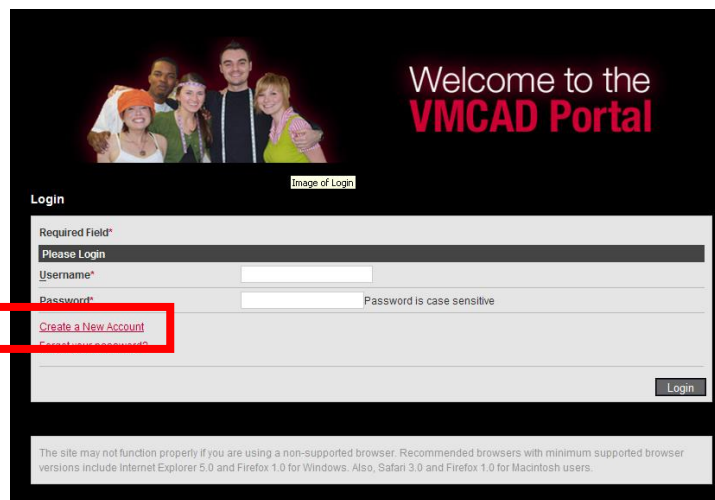 Welcome to the
VMCAD Portal
Image of Login
Login
Required Field*
Please Login
Username*
Password* Password is case sensitive
Create a New Account
Forgot your password?
Login
The site may not function properly if you are using a non-supported browser. Recommended browsers with minimum supported browser
versions include Internet Explorer 5.0 and Firefox 1.0 for Windows. Also, Safari 3.0 and Firefox 1.0 for Macintosh users.